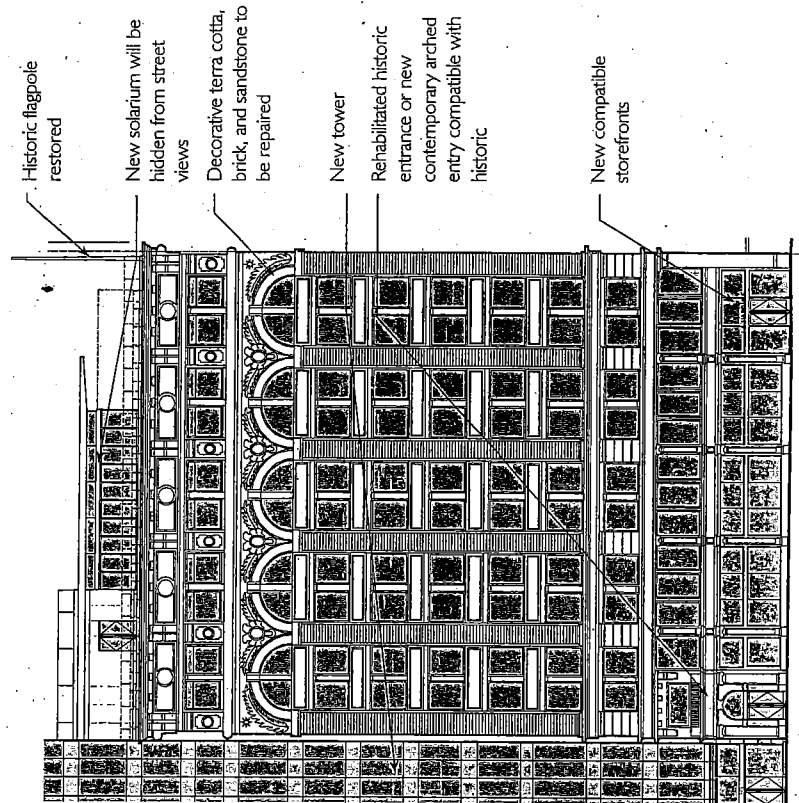 Historic flagpole
restored
New solarium will be
hidden from street
views
Decorative terra cotta,
brick, and sandstone to
be repaired
New tower
Rehabilitated historic
entrance or new
contemporary arched
entry compatible with
historic
New compatible
storefronts